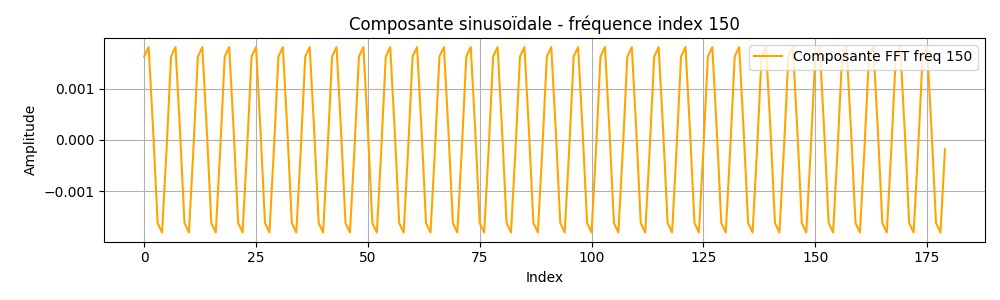 Composante sinusoïdale - fréquence index 150
Composante FFT freq 150
Amplitude
0.001
0.000
−0.001
0 25 50 75 100 125 150 175
Index